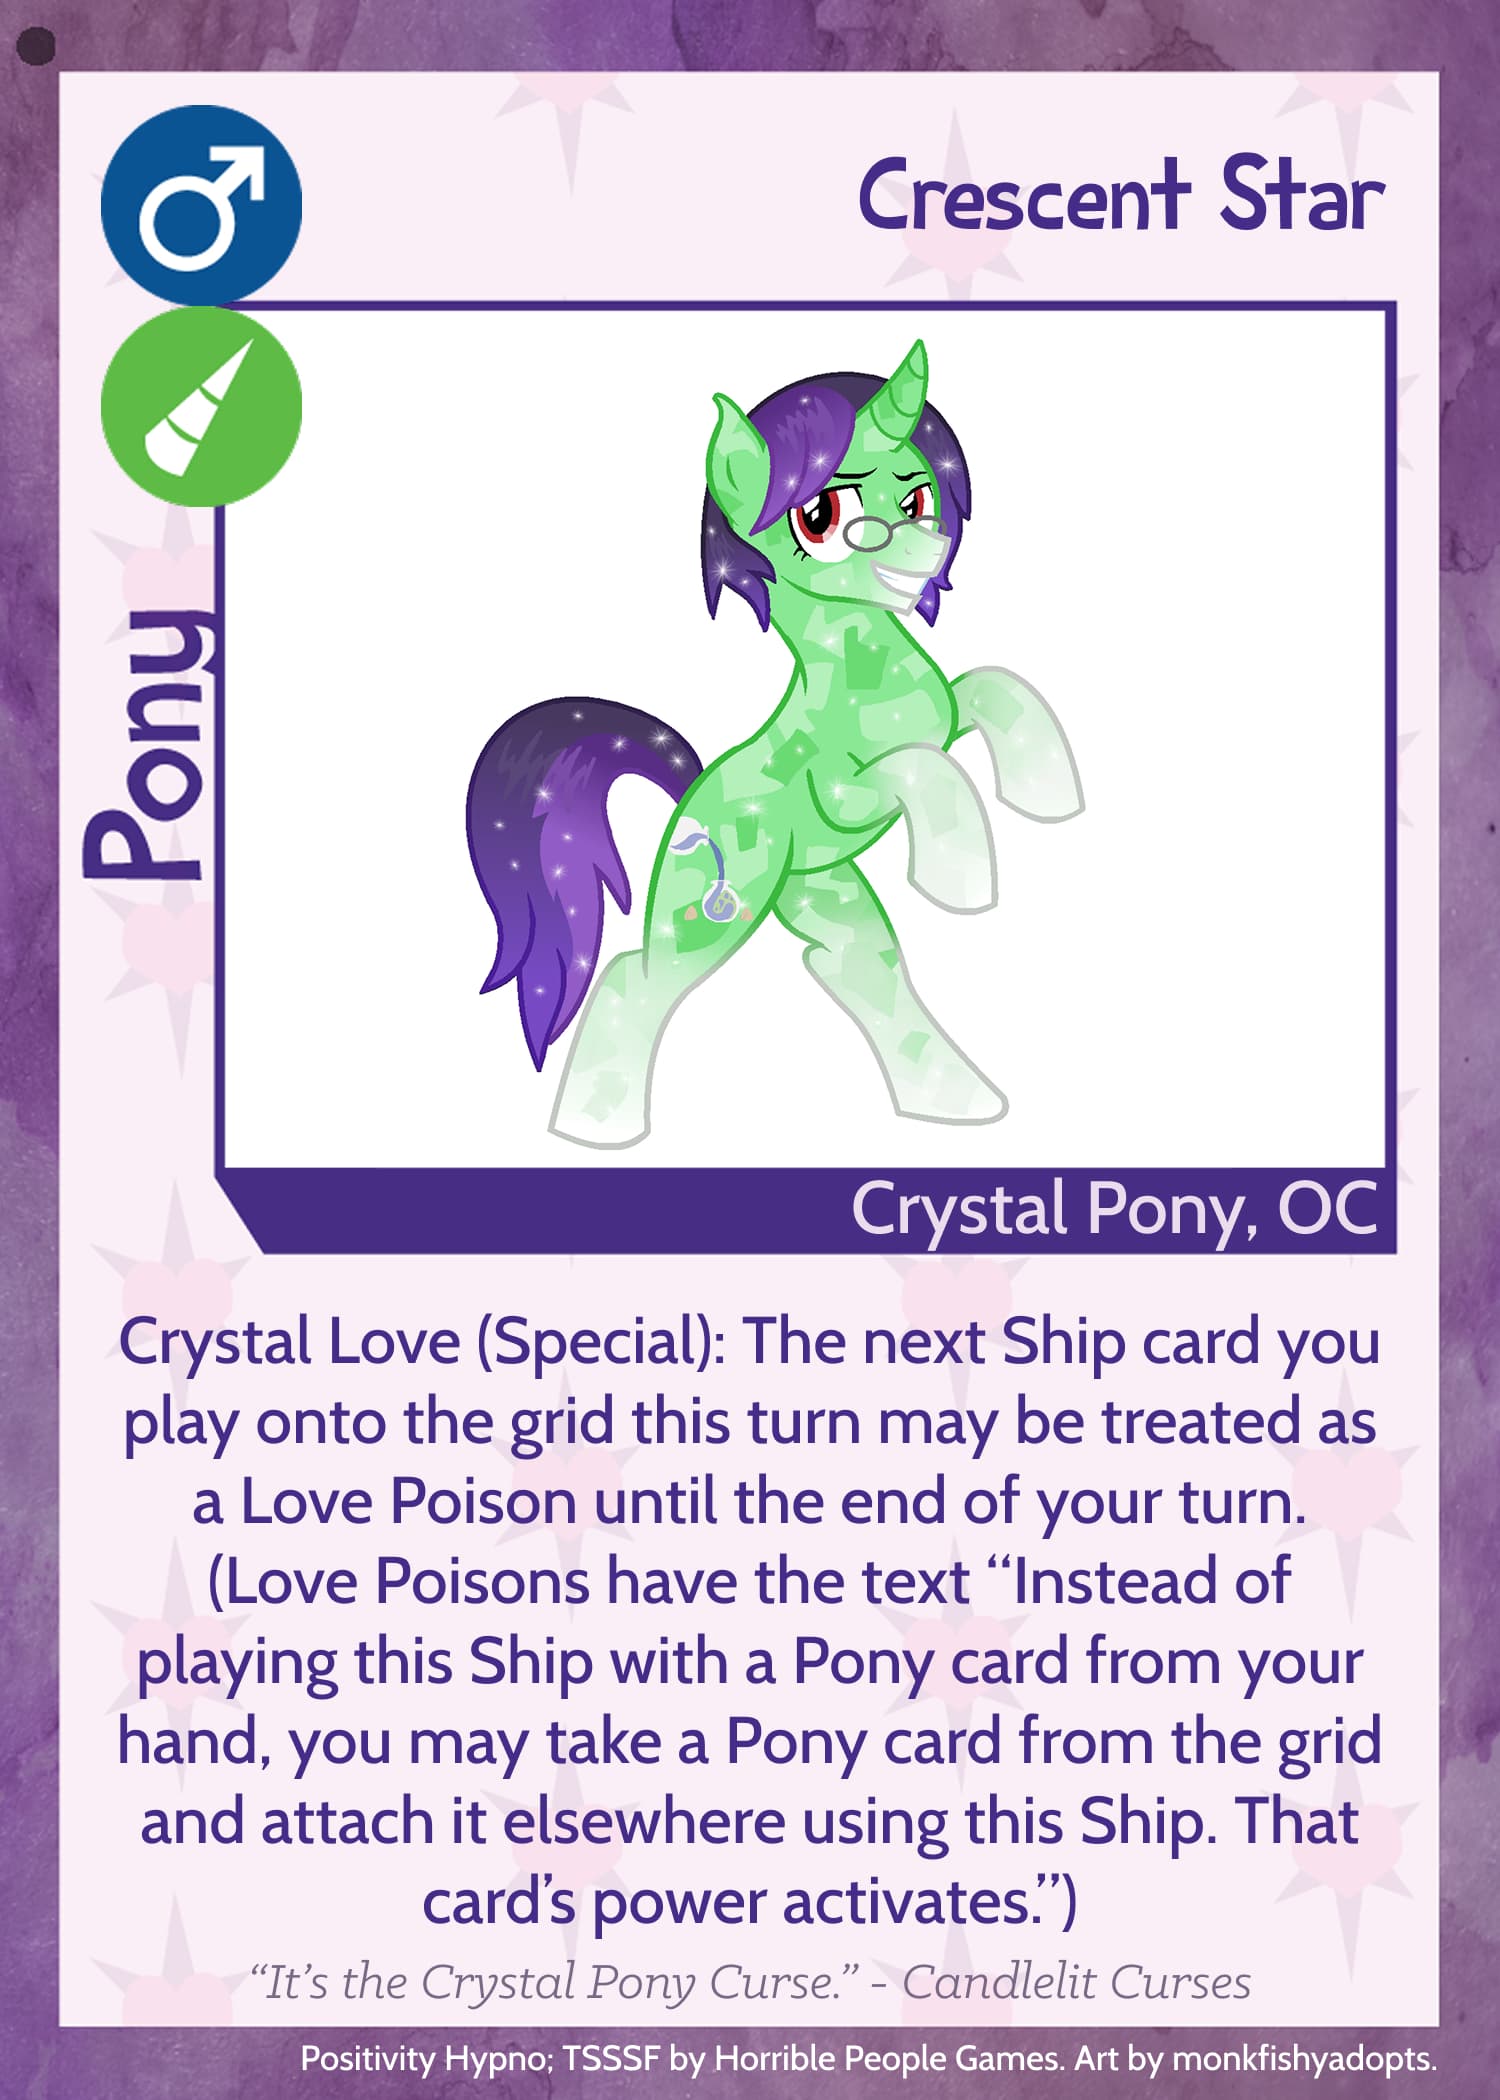 Crescent Star
Pony
Crystal Pony, OC
Crystal Love (Special): The next Ship card you
play onto the grid this turn may be treated as
a Love Poison until the end of your turn.
(Love Poisons have the text “Instead of
playing this Ship with a Pony card from your
hand, you may take a Pony card from the grid
and attach it elsewhere using this Ship. That
card’s power activates.”)
“It’s the Crystal Pony Curse.” - Candlelit Curses
Positivity Hypno; TSSSF by Horrible People Games. Art by monkfishyadopts.